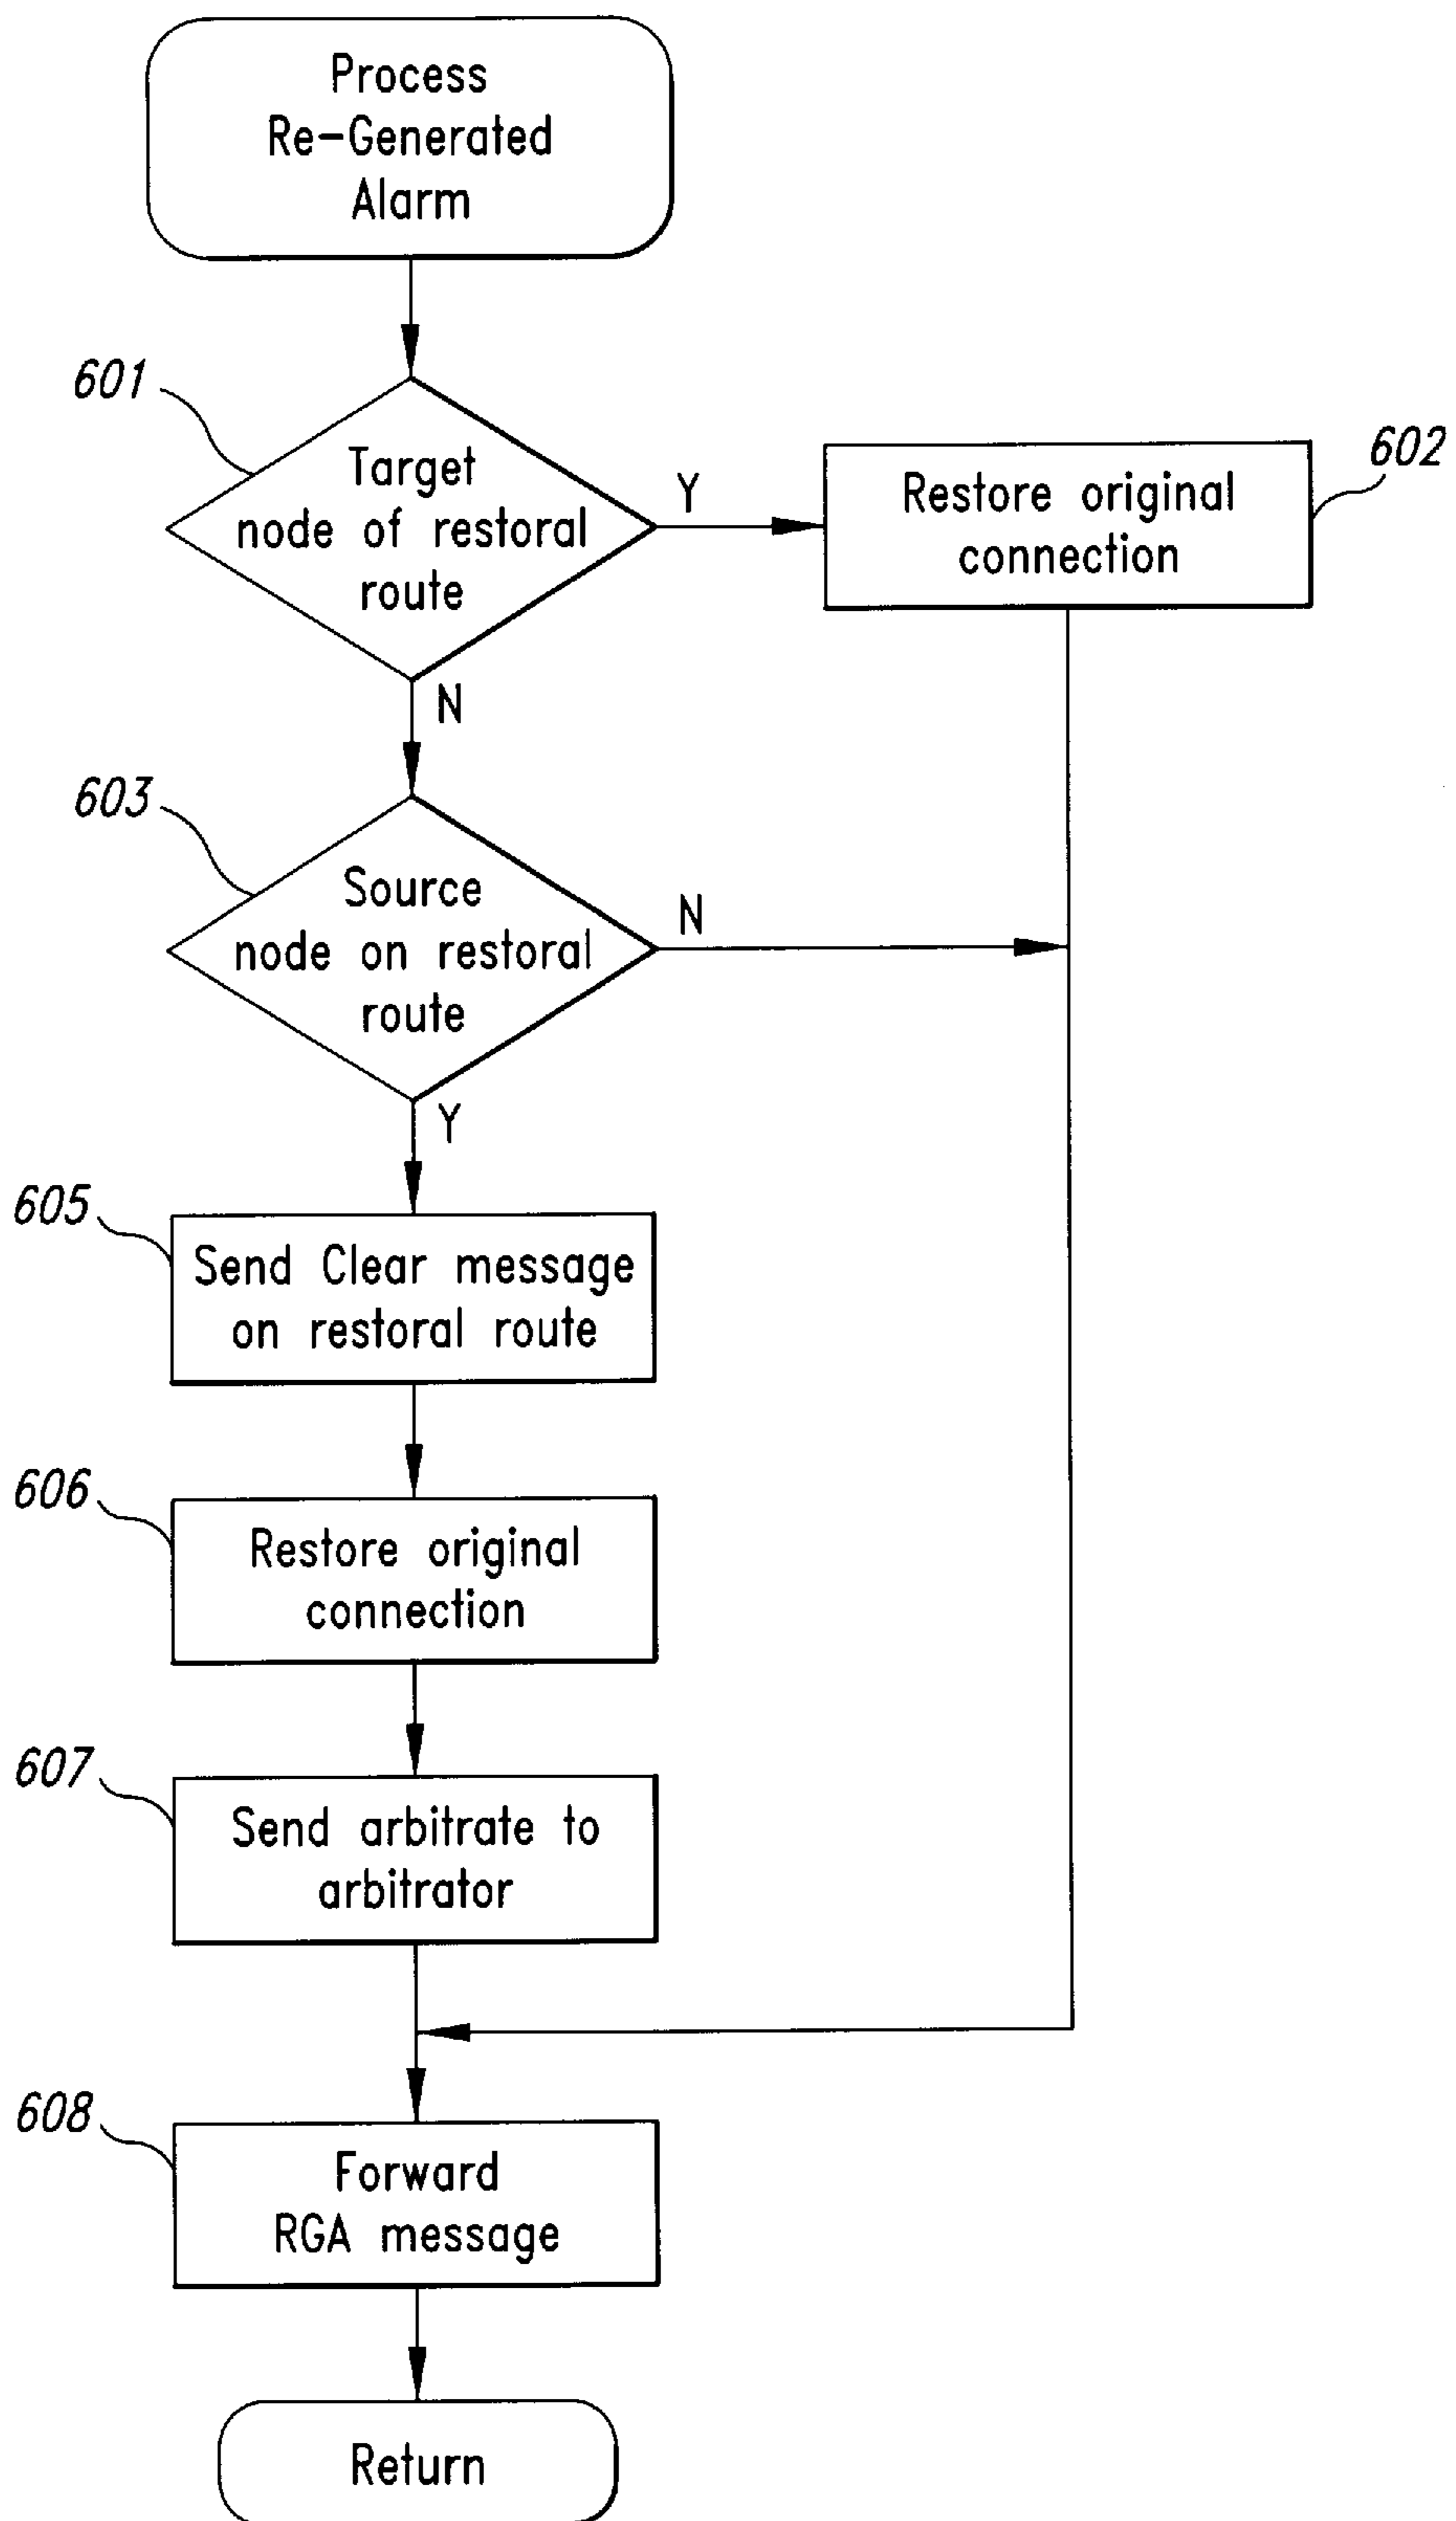 Process
Re-Generated
Alarm
601
Target
node of restoral
route
Y
602
Restore original
connection
N
603
Source
node on restoral
route
N
Y
605
Send Clear message
on restoral route
606
Restore original
connection
607
Send arbitrate to
arbitrator
608
Forward
RGA message
Return